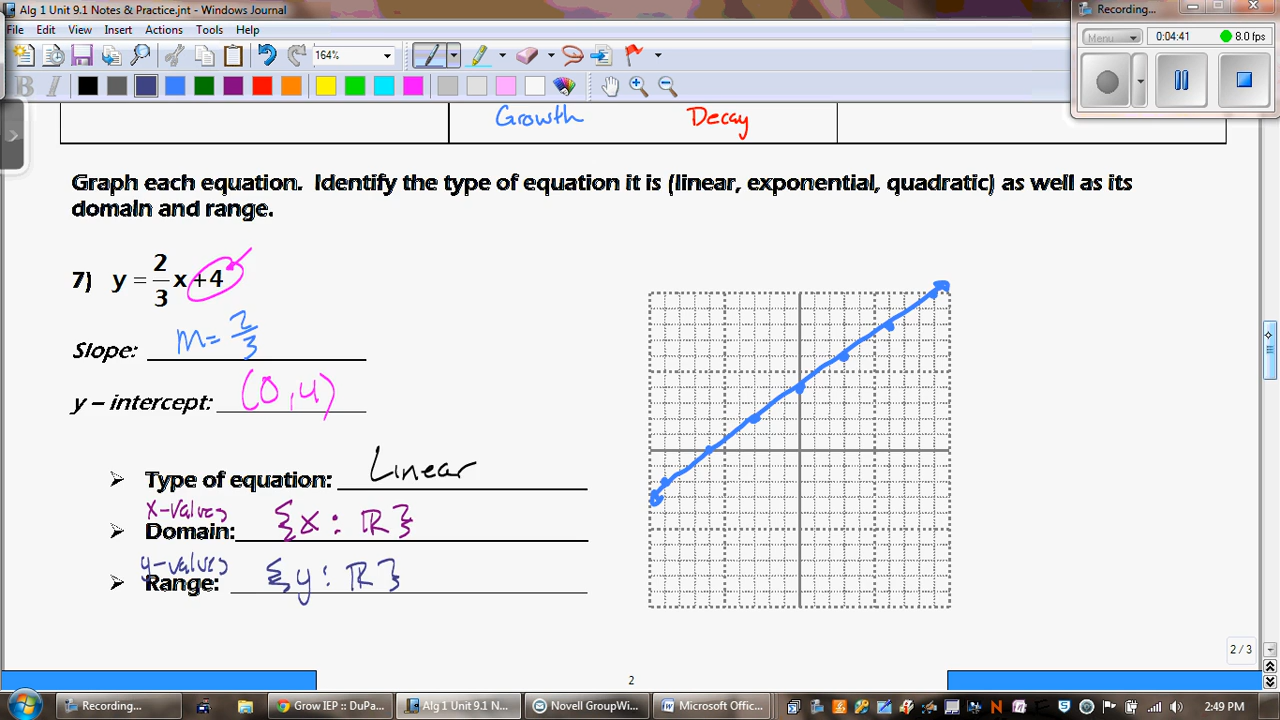 Alg 1 Unit 9.1 Notes & Practice.jnt - Windows Journal
Recording...
File Edit View Insert Actions Tools Help
Menu 0:04:41 8.0 fps
164%
B I
Growth Decay
Graph each equation. Identify the type of equation it is (linear, exponential, quadratic) as well as its
domain and range.
7) y = 2/3 x + 4
Slope: m = 2/3
y – intercept: (0, 4)
Type of equation: Linear
x-values
Domain: {x : ℝ}
y-values
Range: {y : ℝ}
2 / 3
2
Recording... Grow IEP :: DuPa... Alg 1 Unit 9.1 N... Novell GroupWi... Microsoft Offic... 2:49 PM